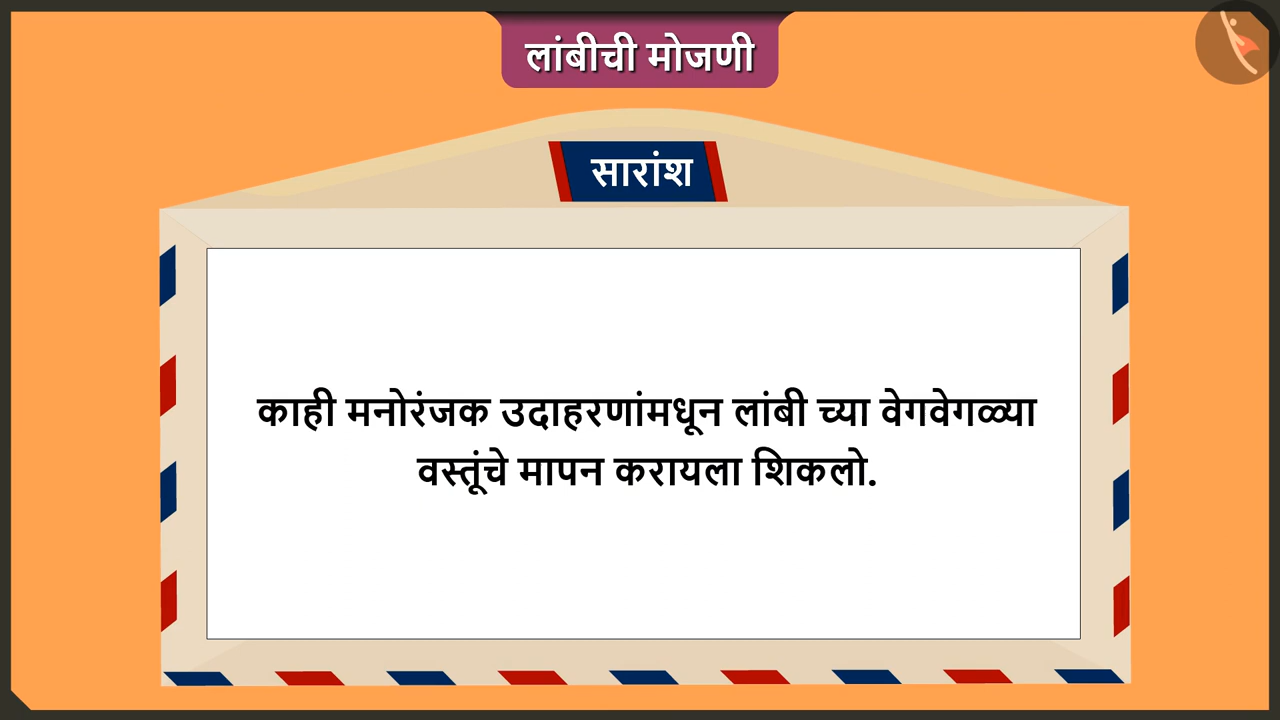 लांबीची मोजणी
सारांश
काही मनोरंजक उदाहरणांमधून लांबी च्या वेगवेगळ्या
वस्तूंचे मापन करायला शिकलो.